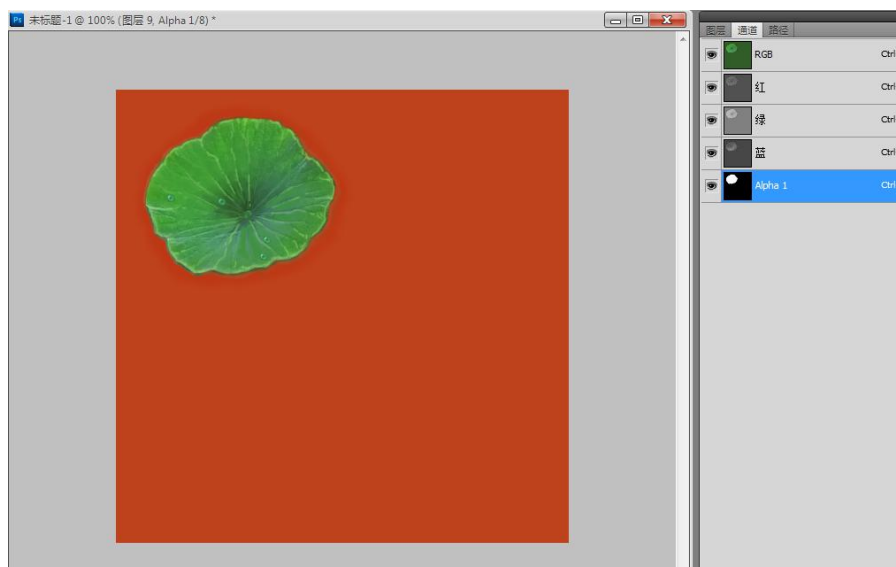 Ps 未标题-1 @ 100% (图层 9, Alpha 1/8) *
图层 通道 路径
RGB Ctrl
红 Ctrl
绿 Ctrl
蓝 Ctrl
Alpha 1 Ctrl